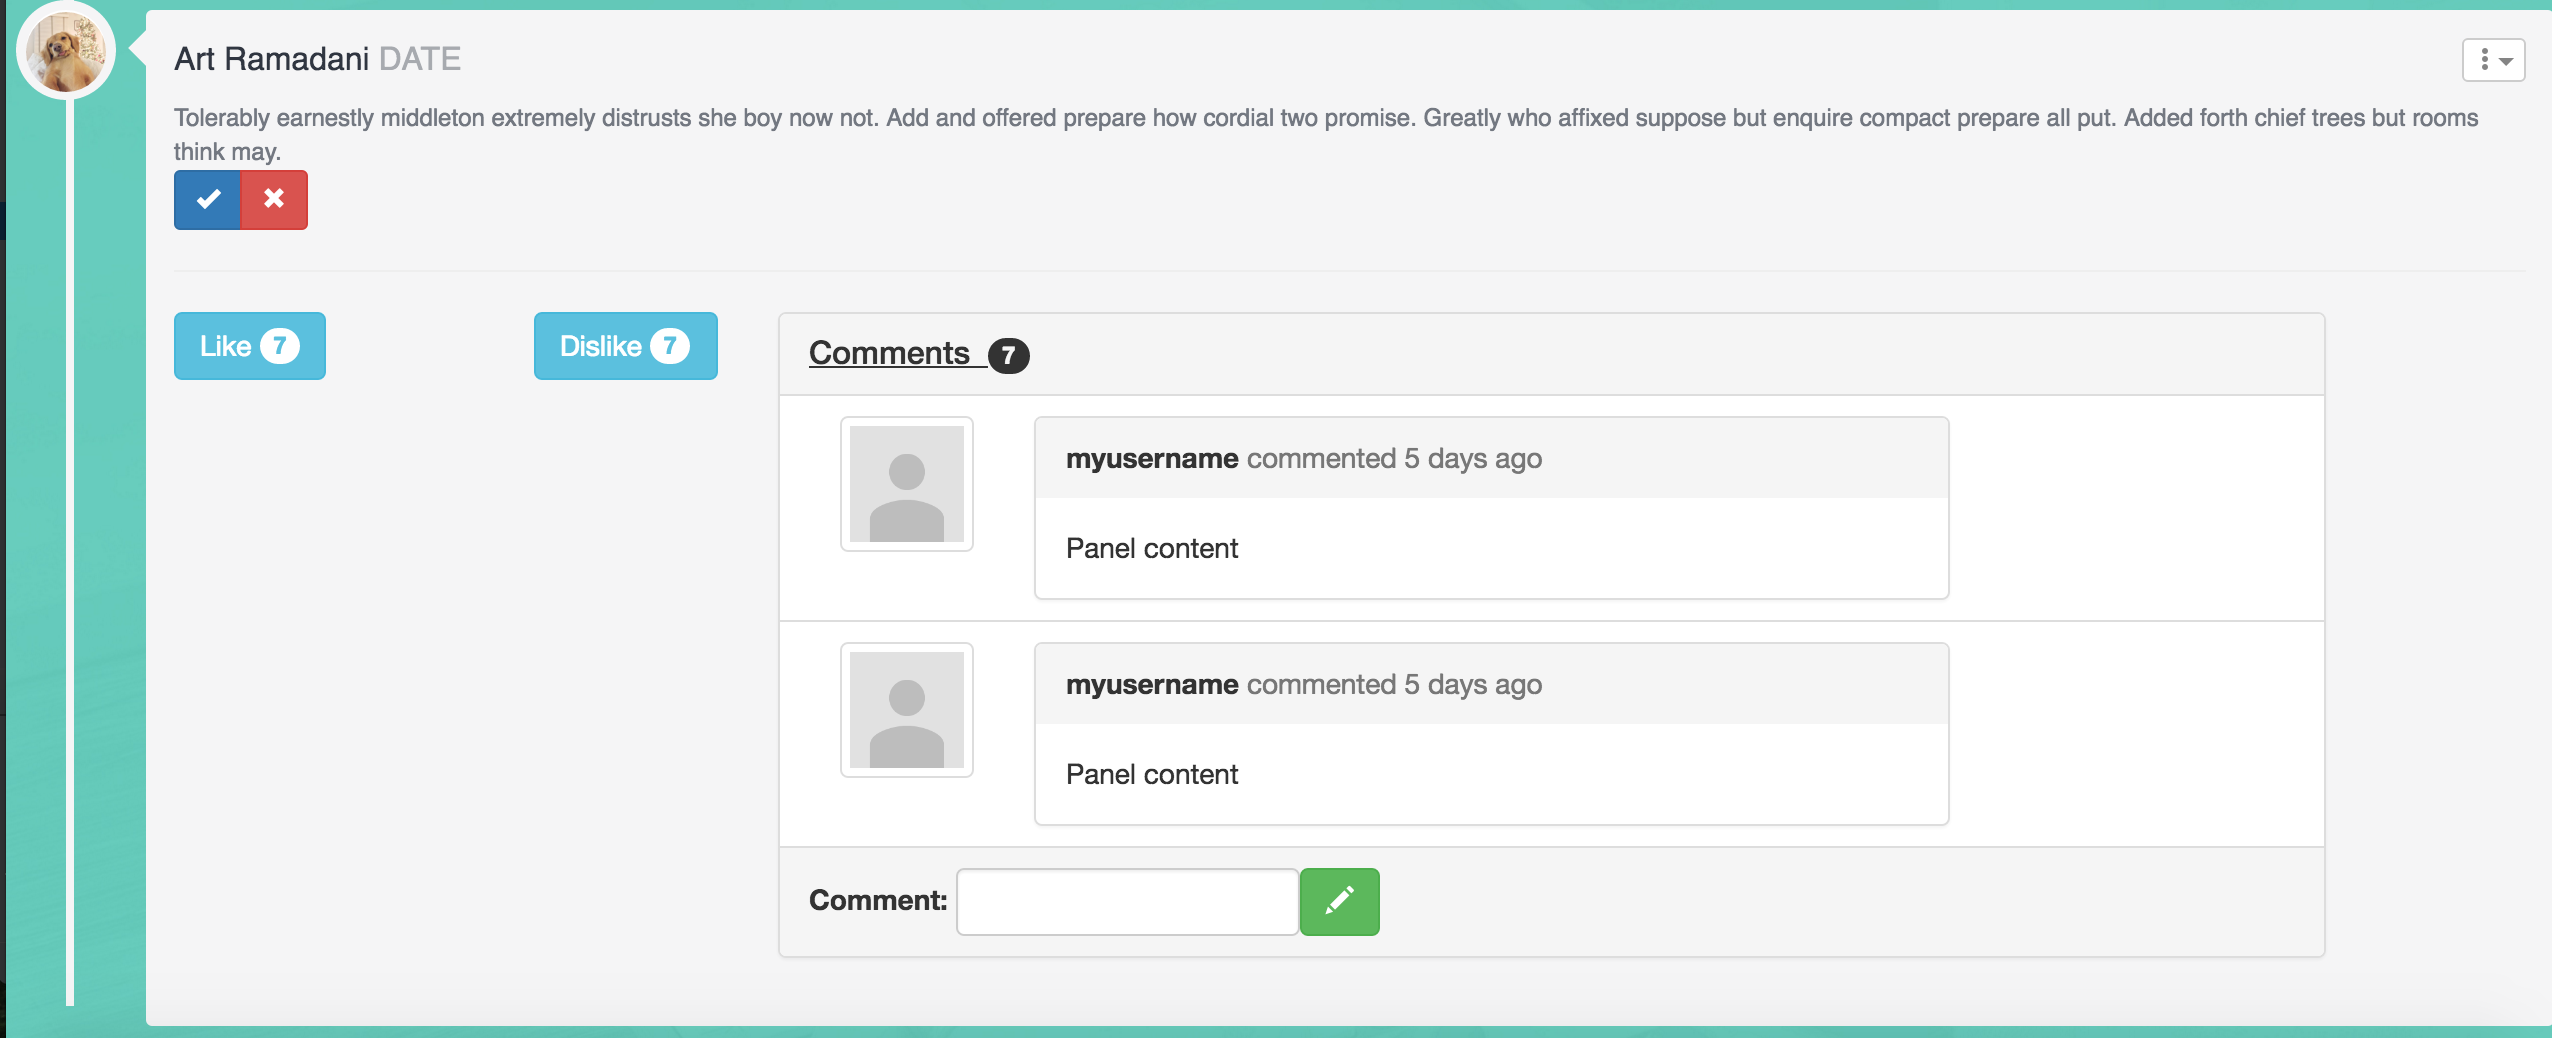 Art Ramadani DATE
Tolerably earnestly middleton extremely distrusts she boy now not. Add and offered prepare how cordial two promise. Greatly who affixed suppose but enquire compact prepare all put. Added forth chief trees but rooms
think may.
Like 7
Dislike 7
Comments 7
myusername commented 5 days ago
Panel content
myusername commented 5 days ago
Panel content
Comment: